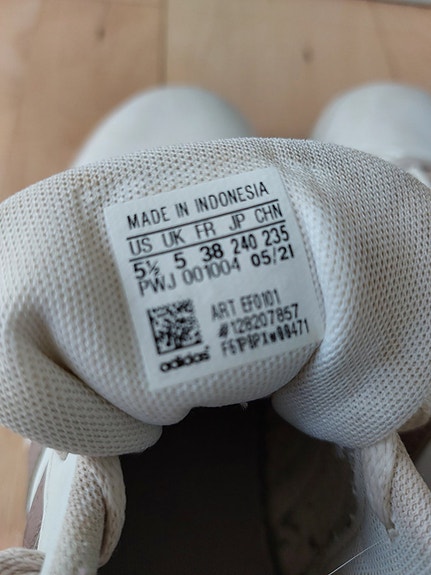 MADE IN INDONESIA
US UK FR JP CHN
5½ 5 38 240 235
PWJ 001004 05/21
ART EF0101
#128207857
adidas